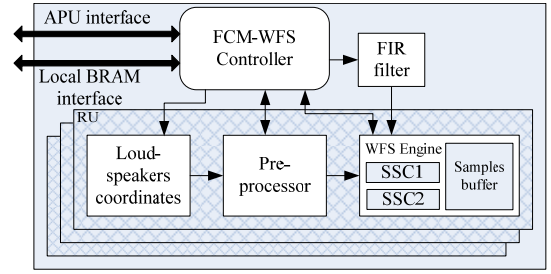 APU interface
FCM-WFS
Controller
FIR
filter
Local BRAM
interface
RU
Loud-
speakers
coordinates
Pre-
processor
WFS Engine
SSC1
SSC2
Samples
buffer